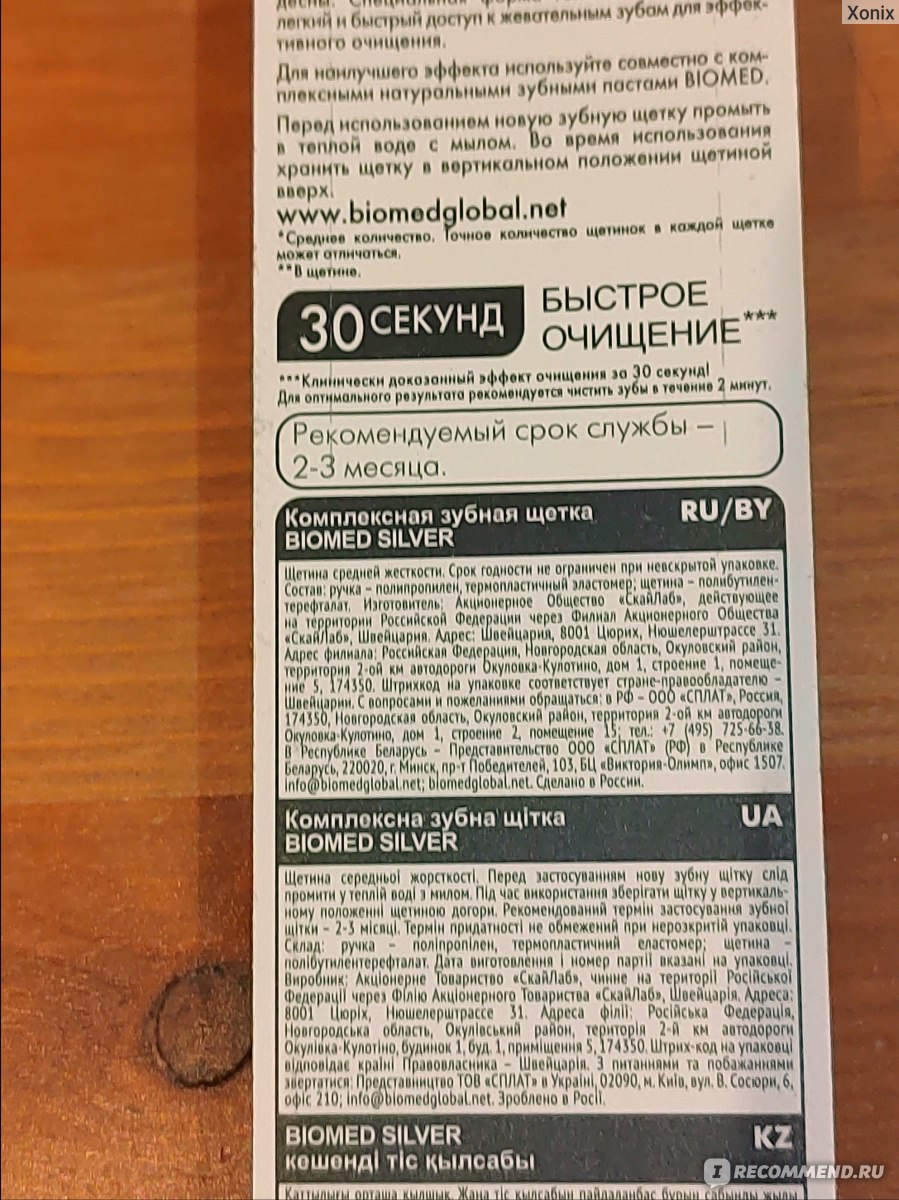 Xonix
десны. Специальная форма
легкий и быстрый доступ к жевательным зубам для эффек-
тивного очищения.
Для наилучшего эффекта используйте совместно с ком-
плексными натуральными зубными пастами BIOMED.
Перед использованием новую зубную щетку промыть
в теплой воде с мылом. Во время использования
хранить щетку в вертикальном положении щетиной
вверх.
www.biomedglobal.net
*Среднее количество. Точное количество щетинок в каждой щетке
может отличаться.
**В щетине.
30 СЕКУНД
БЫСТРОЕ
ОЧИЩЕНИЕ***
***Клинически доказанный эффект очищения за 30 секунд!
Для оптимального результата рекомендуется чистить зубы в течение 2 минут.
Рекомендуемый срок службы –
2-3 месяца.
Комплексная зубная щетка RU/BY
BIOMED SILVER
Щетина средней жесткости. Срок годности не ограничен при невскрытой упаковке.
Состав: ручка – полипропилен, термопластичный эластомер; щетина – полибутилен-
терефталат. Изготовитель: Акционерное Общество «СкайЛаб», действующее
на территории Российской Федерации через Филиал Акционерного Общества
«СкайЛаб», Швейцария. Адрес: Швейцария, 8001 Цюрих, Нюшелерштрассе 31.
Адрес филиала: Российская Федерация, Новгородская область, Окуловский район,
территория 2-ой км автодороги Окуловка-Кулотино, дом 1, строение 1, помеще-
ние 5, 174350. Штрихкод на упаковке соответствует стране-правообладателю –
Швейцарии. С вопросами и пожеланиями обращаться: в РФ – ООО «СПЛАТ», Россия,
174350, Новгородская область, Окуловский район, территория 2-ой км автодороги
Окуловка-Кулотино, дом 1, строение 2, помещение 15; тел.: +7 (495) 725-66-38.
В Республике Беларусь – Представительство ООО «СПЛАТ» (РФ) в Республике
Беларусь, 220020, г. Минск, пр-т Победителей, 103, БЦ «Виктория-Олимп», офис 1507.
info@biomedglobal.net; biomedglobal.net. Сделано в России.
Комплексна зубна щітка UA
BIOMED SILVER
Щетина середньої жорсткості. Перед застосуванням нову зубну щітку слід
промити у теплій воді з милом. Під час використання зберігати щітку у вертикаль-
ному положенні щетиною догори. Рекомендований термін застосування зубної
щітки – 2-3 місяці. Термін придатності не обмежений при нерозкритій упаковці.
Склад: ручка – поліпропілен, термопластичний еластомер; щетина –
полібутилентерефталат. Дата виготовлення і номер партії вказані на упаковці.
Виробник: Акціонерне Товариство «СкайЛаб», чинне на території Російської
Федерації через Філію Акціонерного Товариства «СкайЛаб», Швейцарія. Адреса:
8001 Цюріх, Нюшелерштрассе 31. Адреса філії: Російська Федерація,
Новгородська область, Окулівський район, територія 2-й км автодороги
Окулівка-Кулотіно, будинок 1, буд. 1, приміщення 5, 174350. Штрих-код на упаковці
відповідає країні Правовласника – Швейцарія. З питаннями та побажаннями
звертатися: Представництво ТОВ «СПЛАТ» в Україні, 02090, м. Київ, вул. В. Сосюри, 6,
офіс 210; info@biomedglobal.net. Зроблено в Росії.
BIOMED SILVER KZ
кешенді тіс қылсабы
Қаттылығы орташа қылшық. Жаңа тіс қылсабын пайдаланбас бұрын сабынды жылы
IRECOMMEND.RU